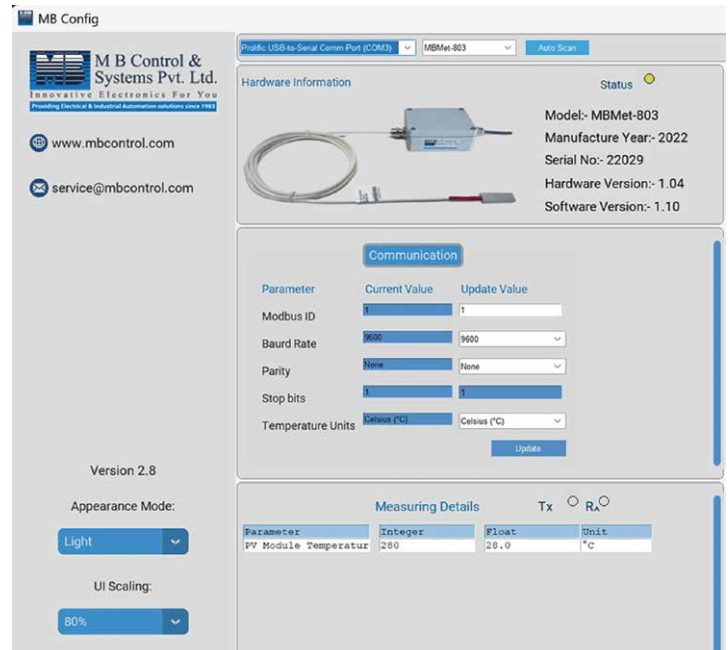 MB Config
M B Control &
Systems Pvt. Ltd.
Innovative Electronics For You
Providing Electrical & Industrial Automation solutions since 1983
www.mbcontrol.com
service@mbcontrol.com
Version 2.8
Appearance Mode:
Light
UI Scaling:
80%
Prolific USB-to-Serial Comm Port (COM3) MBMet-803 Auto Scan
Hardware Information
Status
Model:- MBMet-803
Manufacture Year:- 2022
Serial No:- 22029
Hardware Version:- 1.04
Software Version:- 1.10
Communication
Parameter Current Value Update Value
Modbus ID 1 1
Baurd Rate 9600 9600
Parity None None
Stop bits 1 1
Temperature Units Celsius (°C) Celsius (°C)
Update
Measuring Details Tx Rx
Parameter Integer Float Unit
PV Module Temperatur 280 28.0 °C